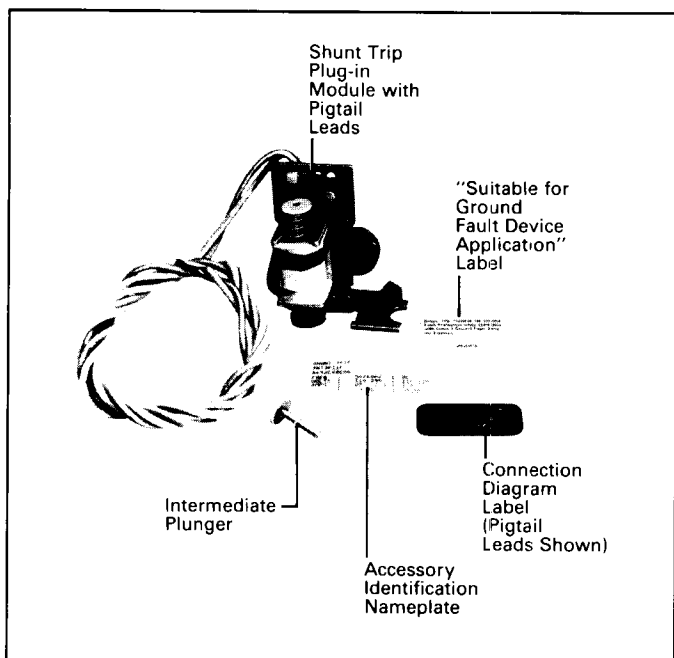 Shunt Trip
Plug-in
Module with
Pigtail
Leads
"Suitable for
Ground
Fault Device
Application"
Label
Intermediate
Plunger
Connection
Diagram
Label
(Pigtail
Leads Shown)
Accessory
Identification
Nameplate